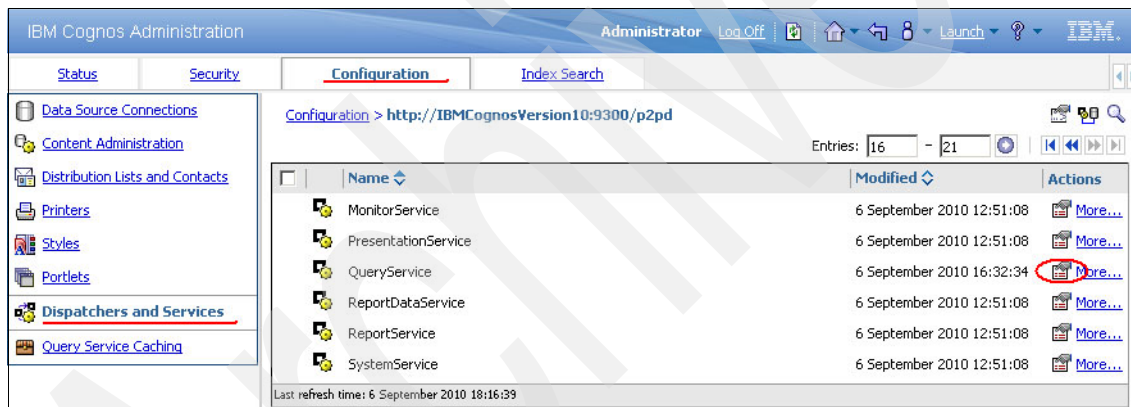 IBM Cognos Administration Administrator Log Off Launch IBM.
Status Security Configuration Index Search
Data Source Connections
Content Administration
Distribution Lists and Contacts
Printers
Styles
Portlets
Dispatchers and Services
Query Service Caching
Configuration > http://IBMCognosVersion10:9300/p2pd
Entries: 16 - 21
Name Modified Actions
MonitorService 6 September 2010 12:51:08 More...
PresentationService 6 September 2010 12:51:08 More...
QueryService 6 September 2010 16:32:34 More...
ReportDataService 6 September 2010 12:51:08 More...
ReportService 6 September 2010 12:51:08 More...
SystemService 6 September 2010 12:51:08 More...
Last refresh time: 6 September 2010 18:16:39